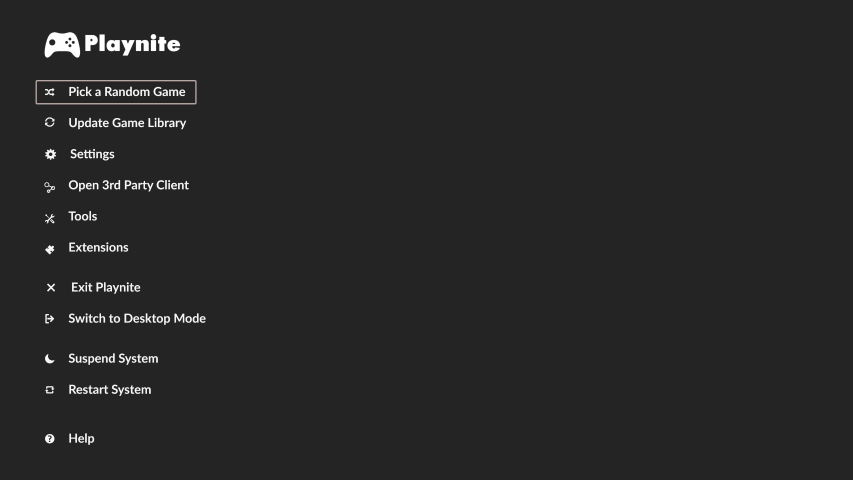 Playnite
Pick a Random Game
Update Game Library
Settings
Open 3rd Party Client
Tools
Extensions
Exit Playnite
Switch to Desktop Mode
Suspend System
Restart System
Help